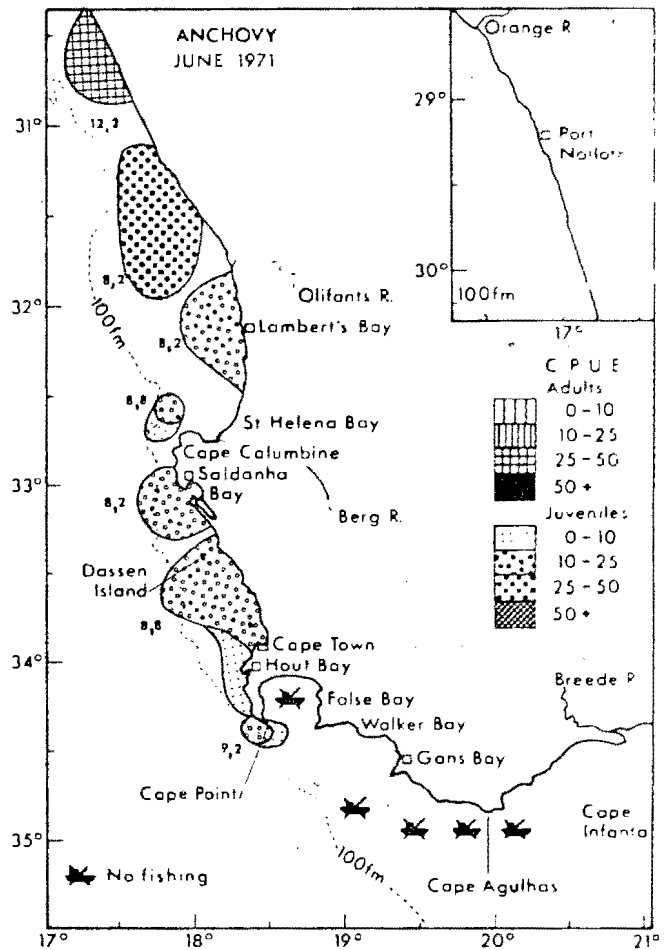 ANCHOVY
JUNE 1971
Orange R.
29°
Port
Nolloth
30°
100fm
17°
31°
12,2
8,2
100fm
32°
Olifants R.
Lambert's Bay
8,2
8,8
St Helena Bay
Cape Columbine
Saldanha
Bay
33°
8,2
Berg R.
Dassen
Island
8,8
34°
Cape Town
Hout Bay
False Bay
Walker Bay
Gans Bay
Breede R
9,2
Cape Point
35°
100fm
Cape
Infanta
Cape Agulhas
No fishing
C P U E
Adults
0-10
10-25
25-50
50+
Juveniles
0-10
10-25
25-50
50+
17°
18°
19°
20°
21°